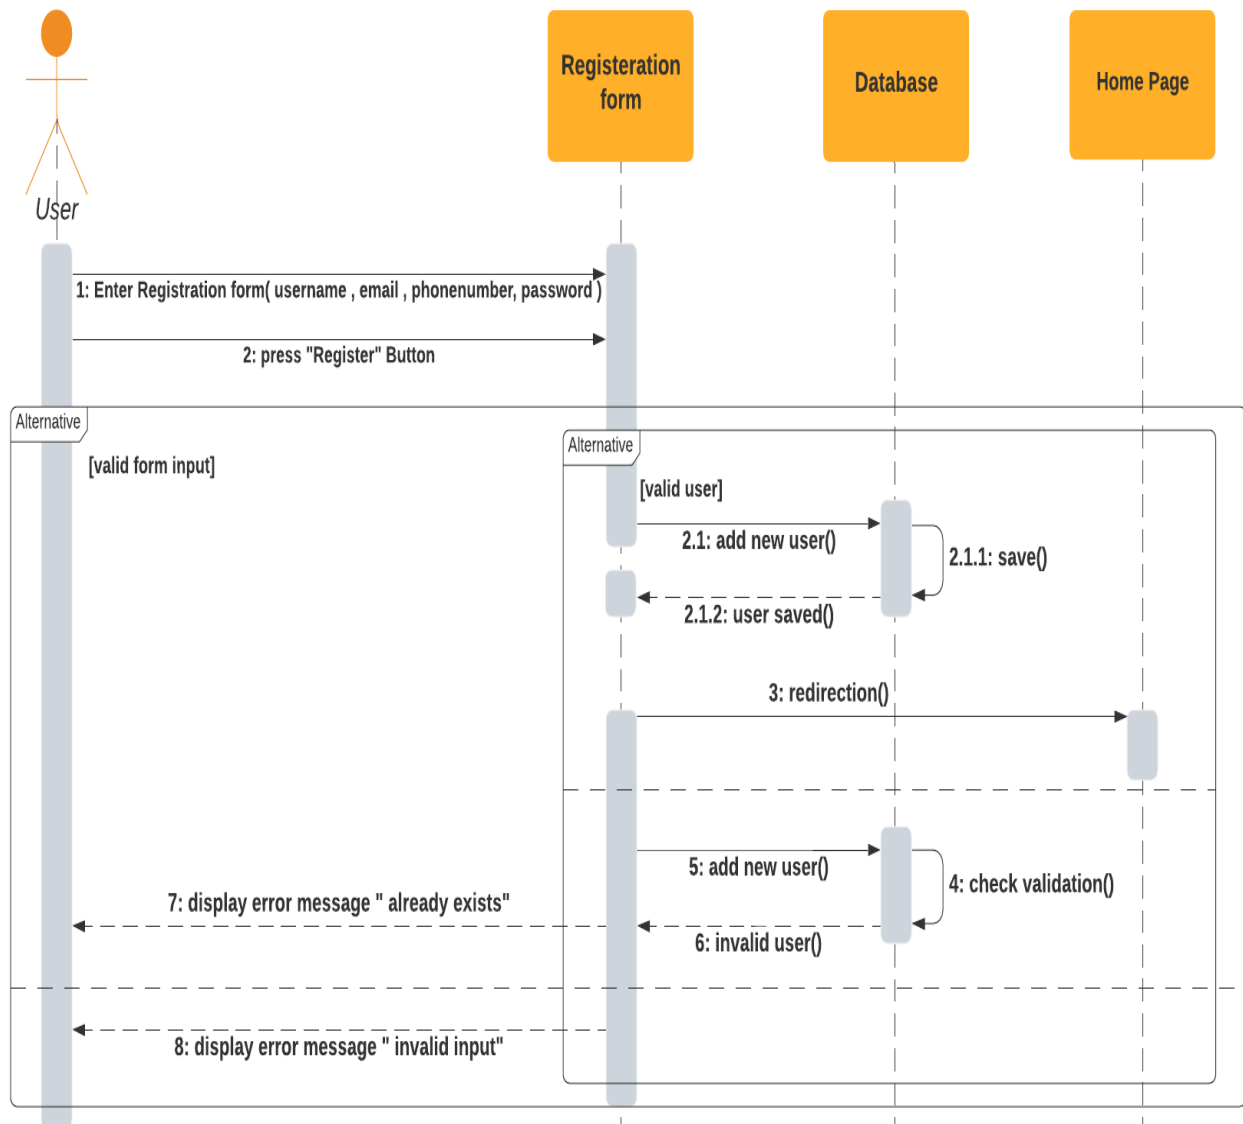 Registeration
form
Database
Home Page
User
1: Enter Registration form( username , email , phonenumber, password )
2: press "Register" Button
Alternative
Alternative
[valid form input]
[valid user]
2.1: add new user()
2.1.1: save()
2.1.2: user saved()
3: redirection()
5: add new user()
4: check validation()
7: display error message " already exists"
6: invalid user()
8: display error message " invalid input"